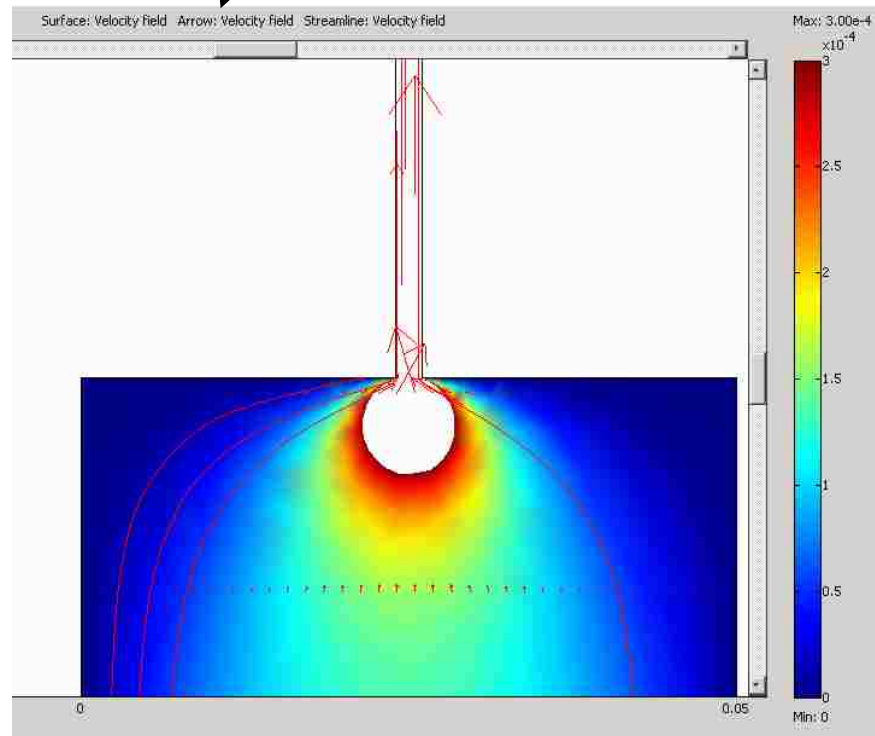 Surface: Velocity field Arrow: Velocity field Streamline: Velocity field
Max: 3.00e-4
x10⁻⁴
3
2.5
2
1.5
1
0.5
0
Min: 0
0 0.05